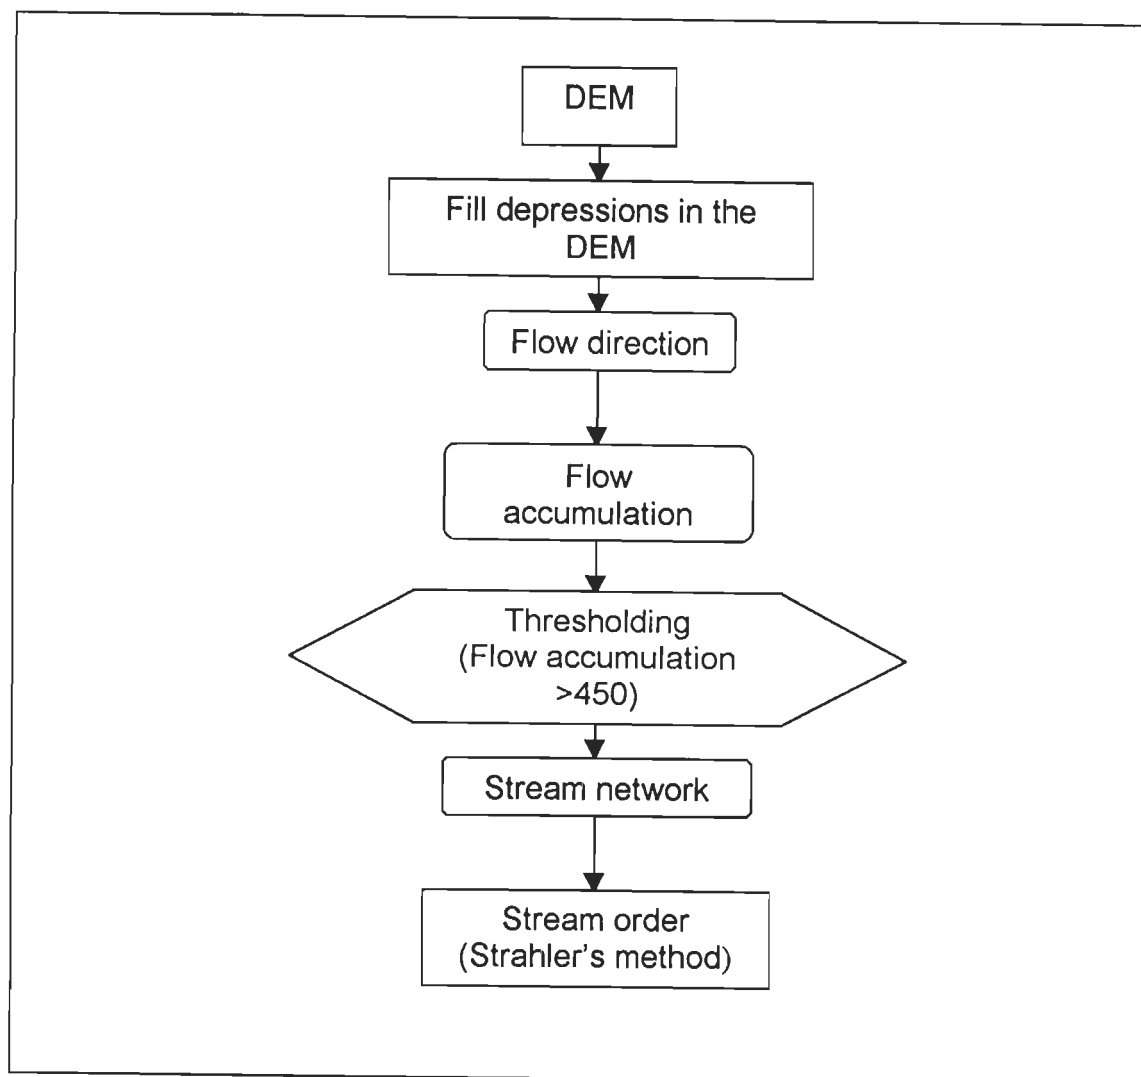 DEM
Fill depressions in the
DEM
Flow direction
Flow
accumulation
Thresholding
(Flow accumulation
>450)
Stream network
Stream order
(Strahler's method)